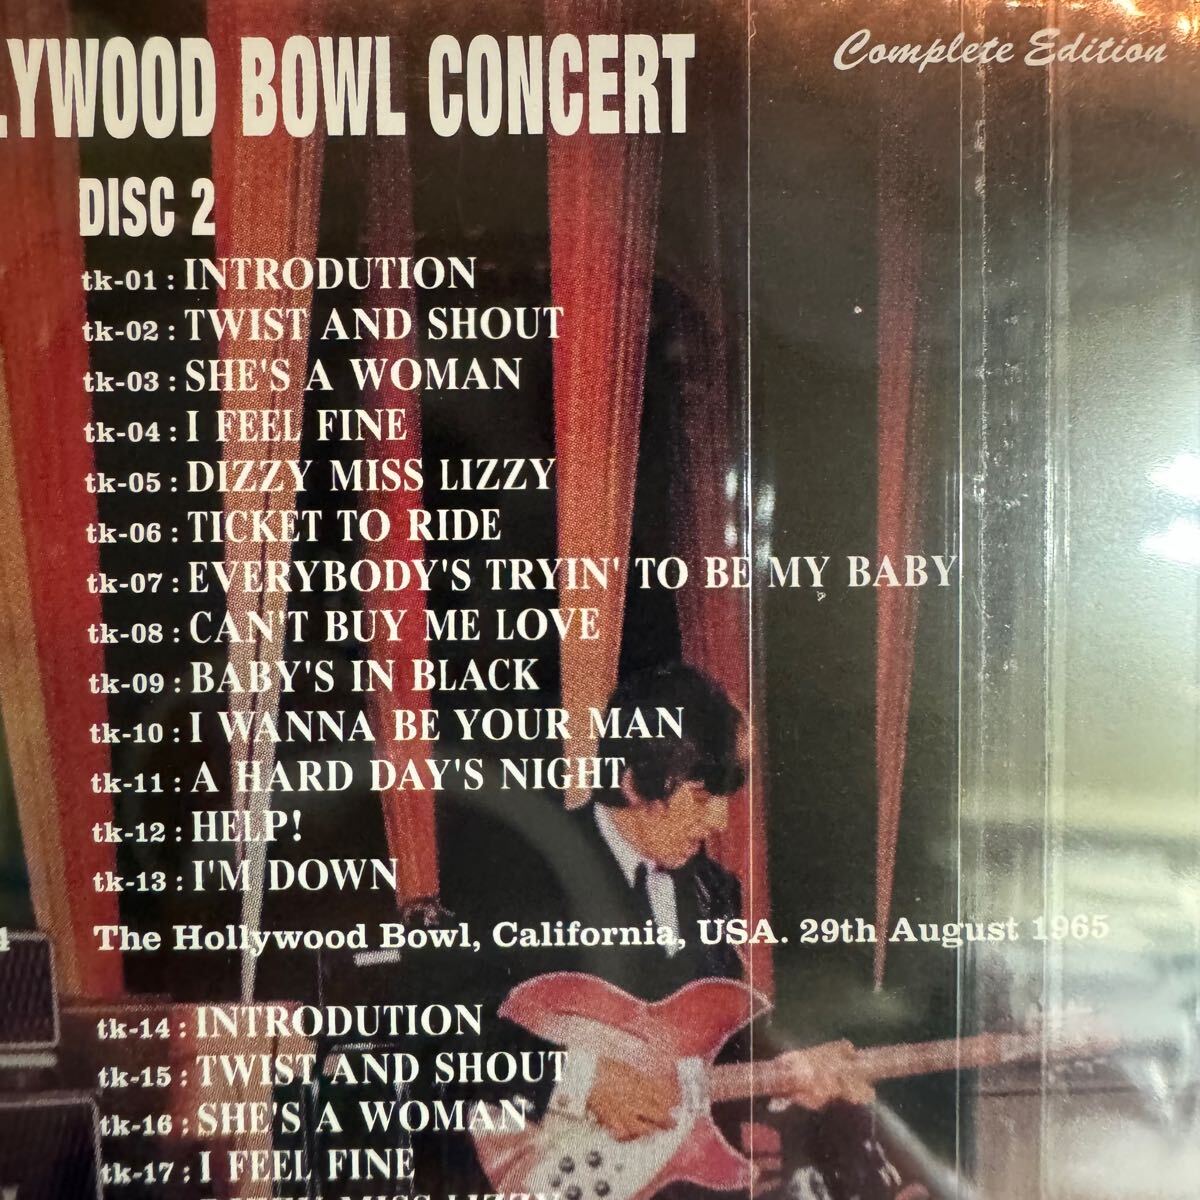 LYWOOD BOWL CONCERT
Complete Edition
DISC 2
tk-01 : INTRODUTION
tk-02 : TWIST AND SHOUT
tk-03 : SHE'S A WOMAN
tk-04 : I FEEL FINE
tk-05 : DIZZY MISS LIZZY
tk-06 : TICKET TO RIDE
tk-07 : EVERYBODY'S TRYIN' TO BE MY BABY
tk-08 : CAN'T BUY ME LOVE
tk-09 : BABY'S IN BLACK
tk-10 : I WANNA BE YOUR MAN
tk-11 : A HARD DAY'S NIGHT
tk-12 : HELP!
tk-13 : I'M DOWN
4 The Hollywood Bowl, California, USA. 29th August 1965
tk-14 : INTRODUTION
tk-15 : TWIST AND SHOUT
tk-16 : SHE'S A WOMAN
tk-17 : I FEEL FINE